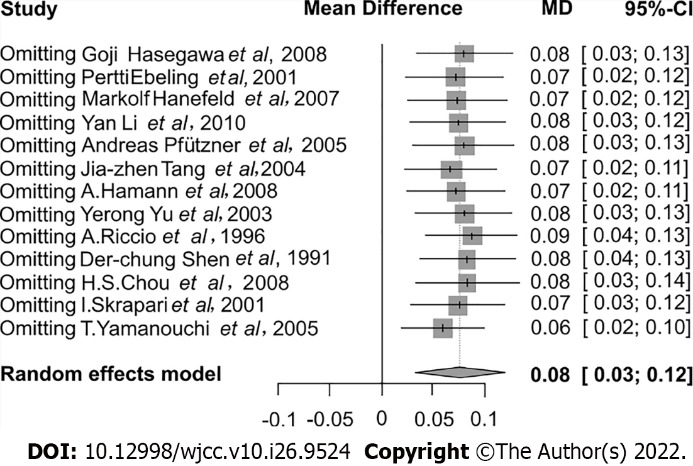 Study Mean Difference MD 95%-CI
Omitting Goji Hasegawa et al, 2008 0.08 [ 0.03; 0.13]
Omitting PerttiEbeling et al, 2001 0.07 [ 0.02; 0.12]
Omitting Markolf Hanefeld et al, 2007 0.07 [ 0.02; 0.12]
Omitting Yan Li et al, 2010 0.08 [ 0.03; 0.12]
Omitting Andreas Pfützner et al, 2005 0.08 [ 0.03; 0.13]
Omitting Jia-zhen Tang et al,2004 0.07 [ 0.02; 0.11]
Omitting A.Hamann et al, 2008 0.07 [ 0.02; 0.11]
Omitting Yerong Yu et al, 2003 0.08 [ 0.03; 0.13]
Omitting A.Riccio et al, 1996 0.09 [ 0.04; 0.13]
Omitting Der-chung Shen et al, 1991 0.08 [ 0.04; 0.13]
Omitting H.S.Chou et al, 2008 0.08 [ 0.03; 0.14]
Omitting I.Skrapari et al, 2001 0.07 [ 0.03; 0.12]
Omitting T.Yamanouchi et al, 2005 0.06 [ 0.02; 0.10]
Random effects model 0.08 [ 0.03; 0.12]
-0.1 -0.05 0 0.05 0.1
DOI: 10.12998/wjcc.v10.i26.9524 Copyright ©The Author(s) 2022.